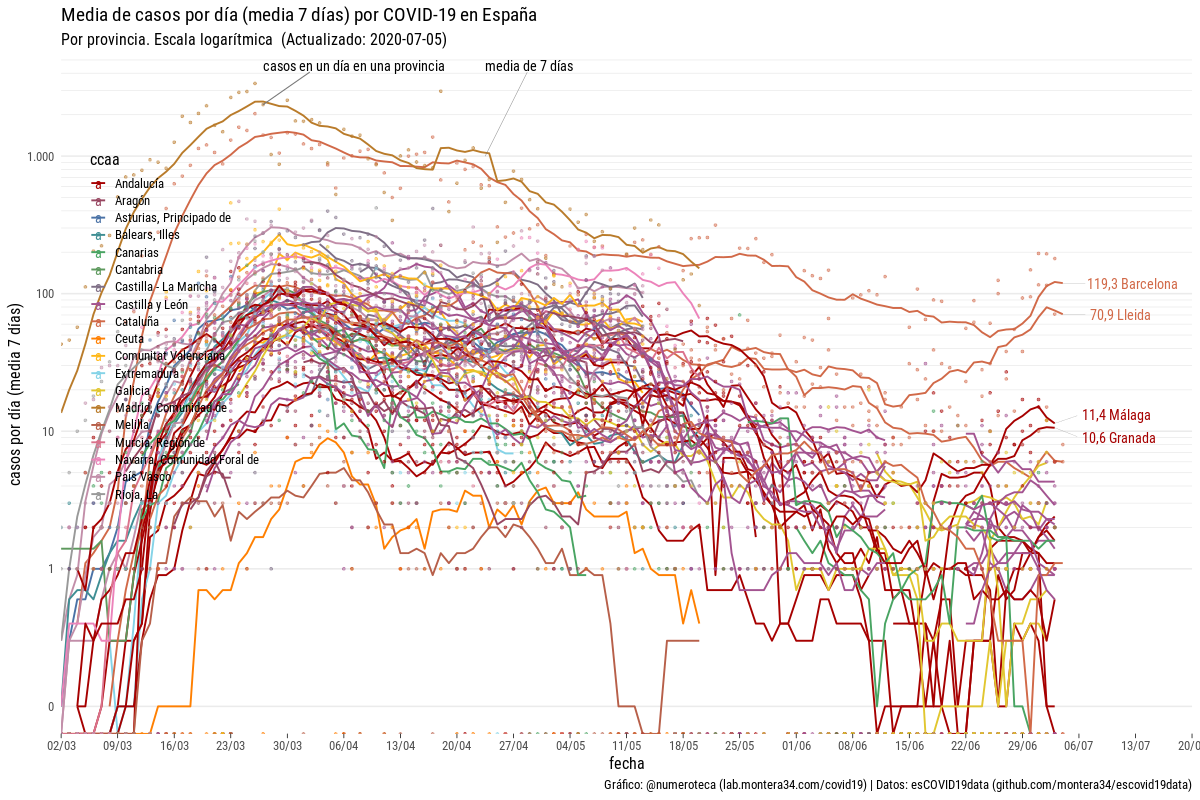 Media de casos por día (media 7 días) por COVID-19 en España
Por provincia. Escala logarítmica (Actualizado: 2020-07-05)
casos en un día en una provincia
media de 7 días
1.000
100
10
1
0
casos por día (media 7 días)
ccaa
Andalucía
Aragón
Asturias, Principado de
Balears, Illes
Canarias
Cantabria
Castilla - La Mancha
Castilla y León
Cataluña
Ceuta
Comunitat Valenciana
Extremadura
Galicia
Madrid, Comunidad de
Melilla
Murcia, Región de
Navarra, Comunidad Foral de
País Vasco
Rioja, La
119,3 Barcelona
70,9 Lleida
11,4 Málaga
10,6 Granada
02/03 09/03 16/03 23/03 30/03 06/04 13/04 20/04 27/04 04/05 11/05 18/05 25/05 01/06 08/06 15/06 22/06 29/06 06/07 13/07 20/0
fecha
Gráfico: @numeroteca (lab.montera34.com/covid19) | Datos: esCOVID19data (github.com/montera34/escovid19data)